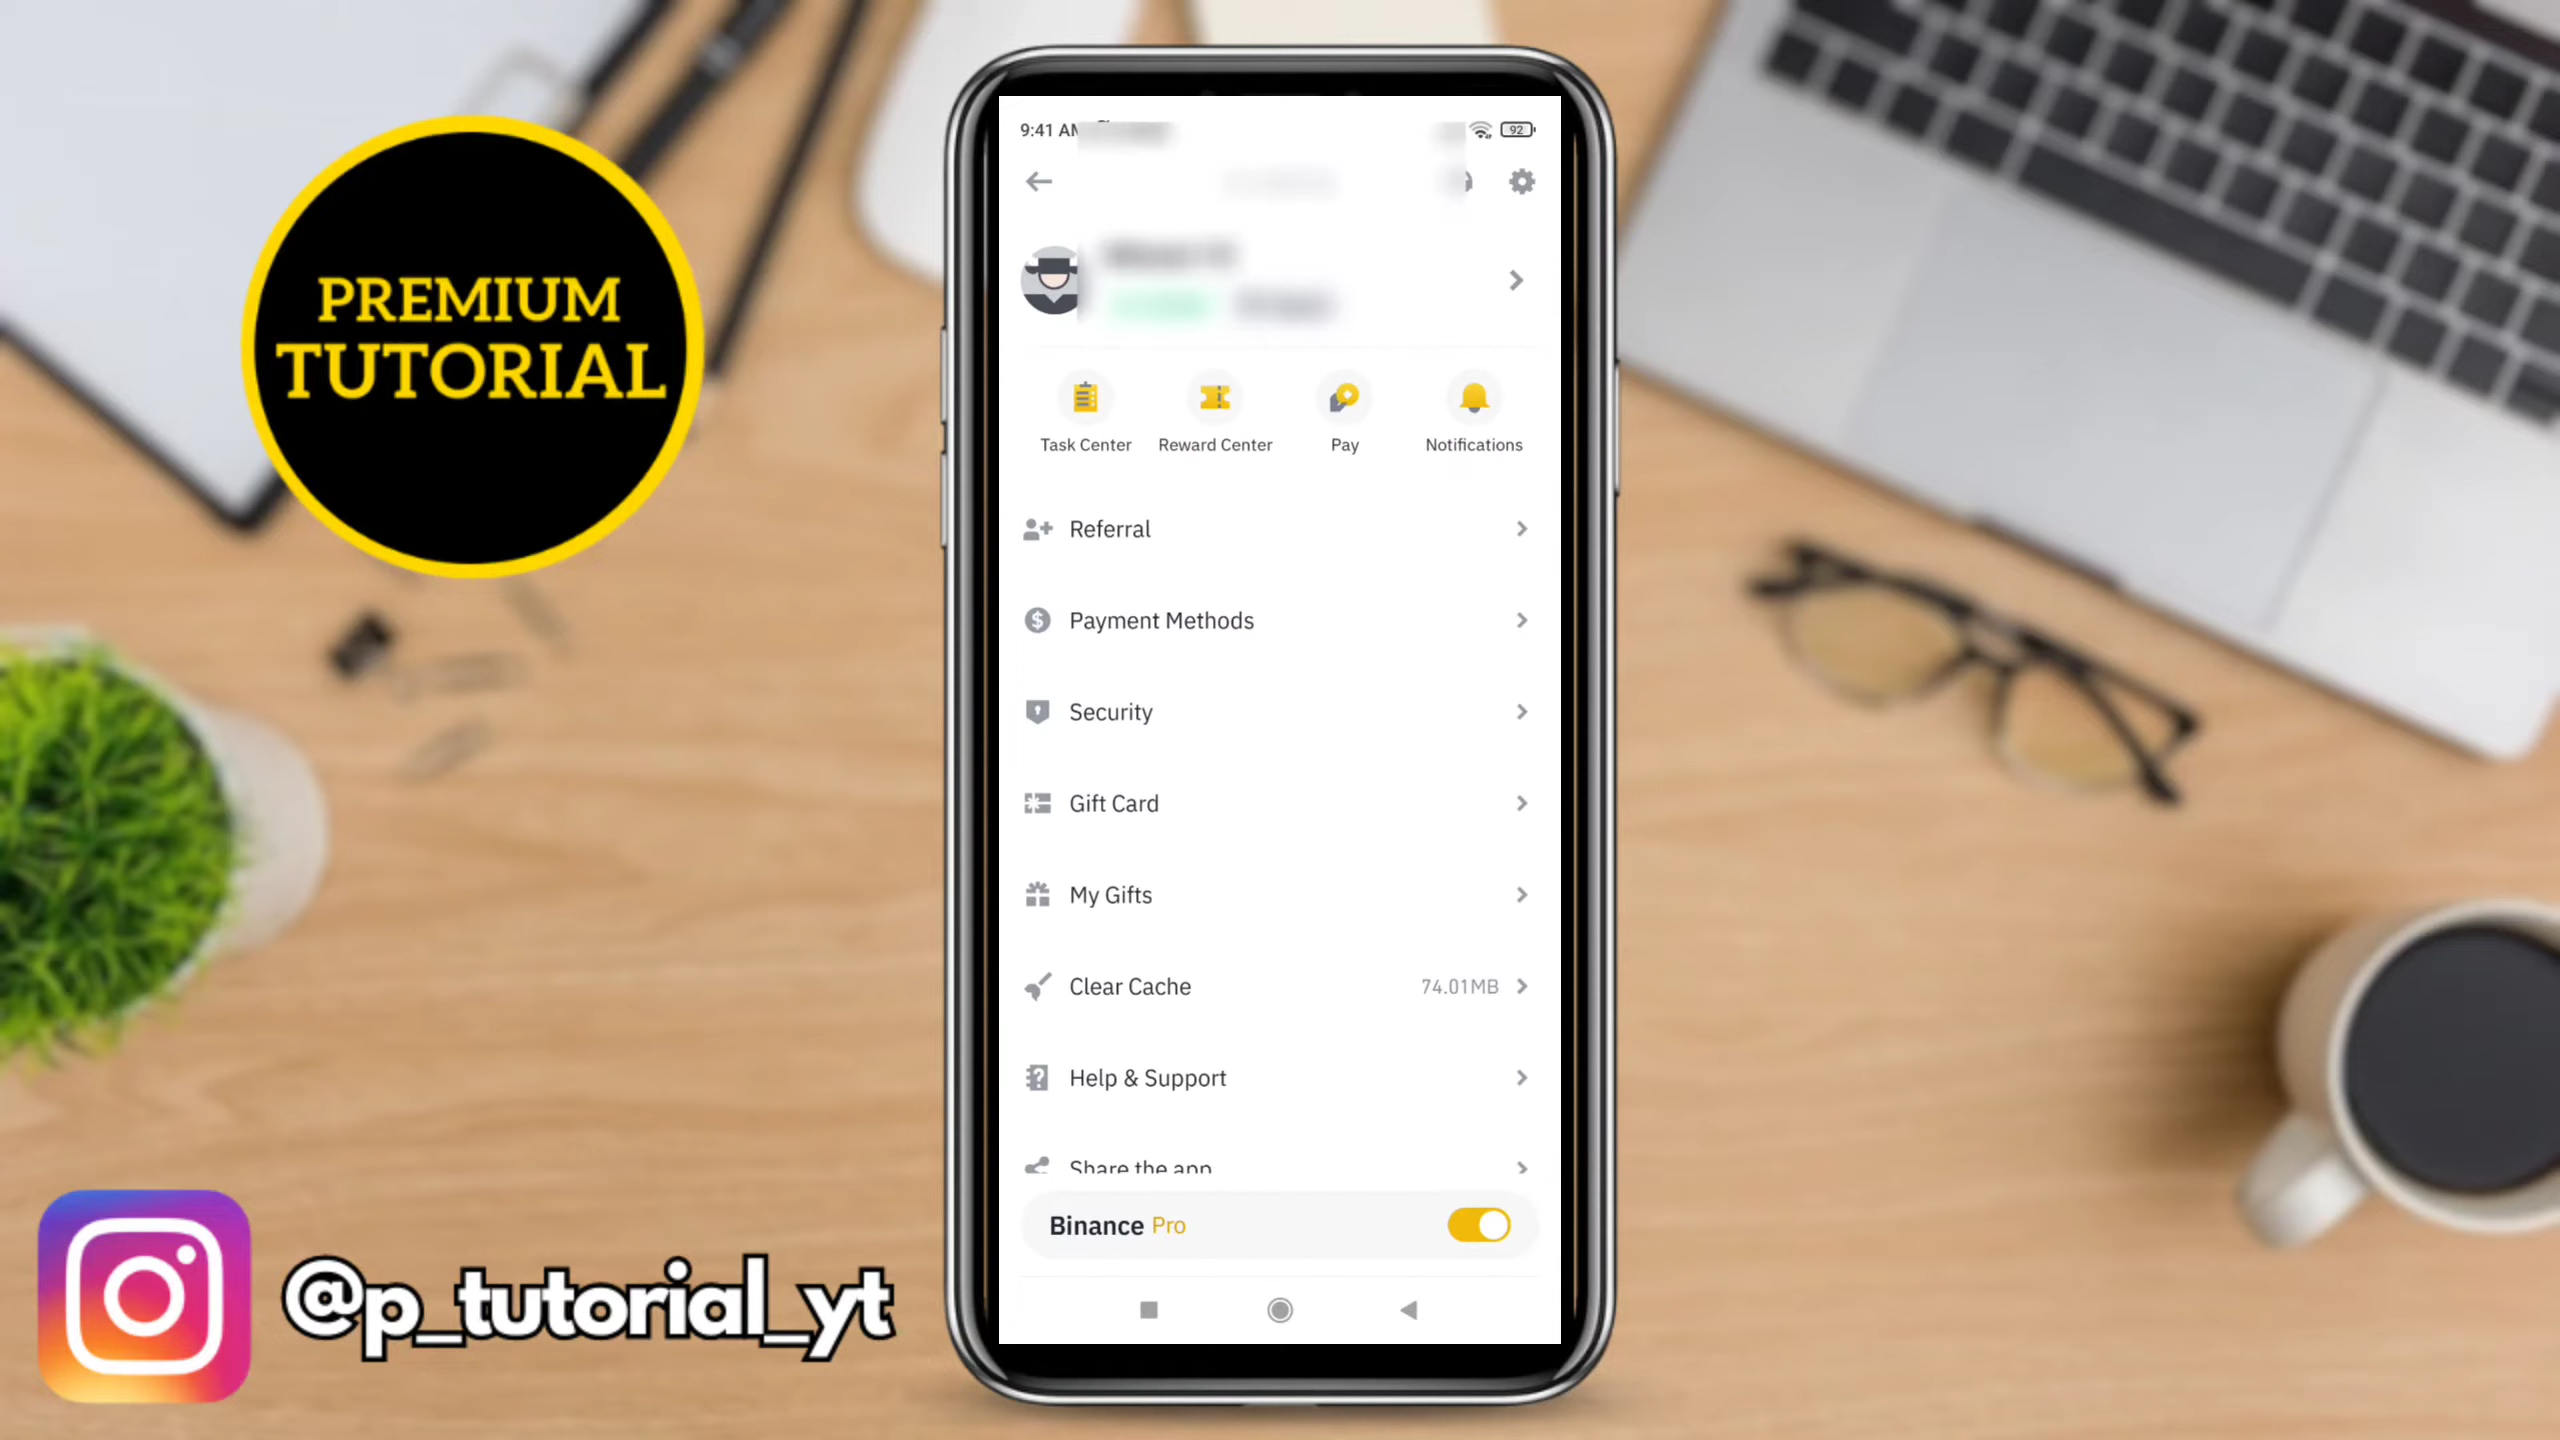 PREMIUM
TUTORIAL
9:41 AM
92
Task Center
Reward Center
Pay
Notifications
Referral
Payment Methods
Security
Gift Card
My Gifts
Clear Cache
74.01MB
Help & Support
Share the app
Binance Pro
@p_tutorial_yt